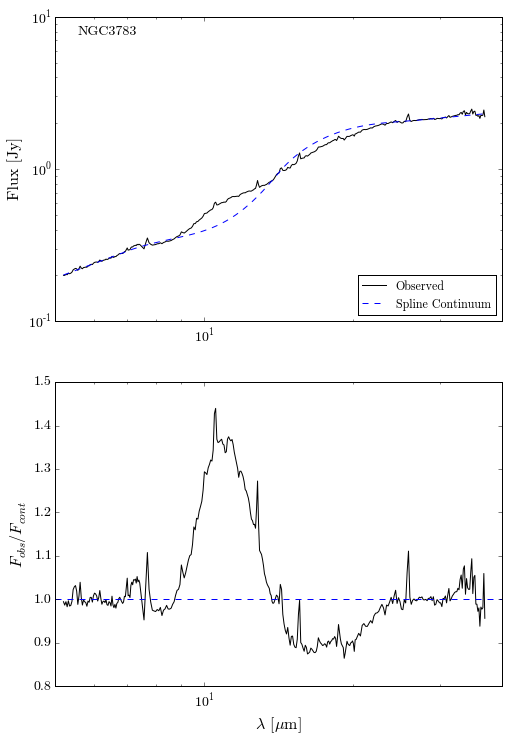 NGC3783
10^1
10^0
10^-1
Flux [Jy]
Observed
Spline Continuum
10^1
1.5
1.4
1.3
1.2
1.1
1.0
0.9
0.8
F_obs/F_cont
10^1
λ [μm]